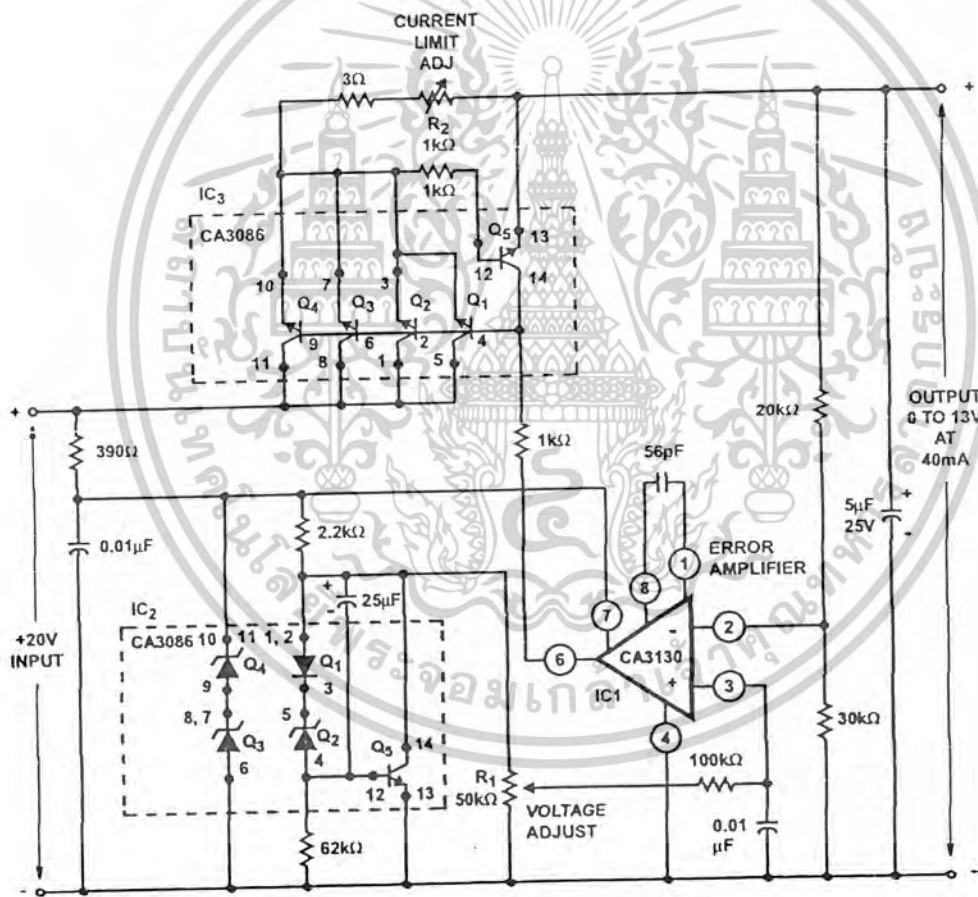 CURRENT
LIMIT
ADJ
3Ω
R2
1kΩ
1kΩ
IC3
CA3086
Q5
13
12
14
10
7
3
Q4
Q3
Q2
Q1
9
6
2
4
11
8
1
5
+
+
390Ω
0.01µF
+20V
INPUT
-
2.2kΩ
+
25µF
-
IC2
CA3086
10
11
1, 2
Q4
Q1
9
3
8, 7
5
Q3
Q2
6
4
Q5
14
12
13
62kΩ
1kΩ
56pF
8
1
ERROR
AMPLIFIER
7
6
-
2
CA3130
+
3
IC1
4
R1
50kΩ
VOLTAGE
ADJUST
100kΩ
0.01
µF
20kΩ
30kΩ
5µF
25V
+
-
OUTPUT
0 TO 13V
AT
40mA